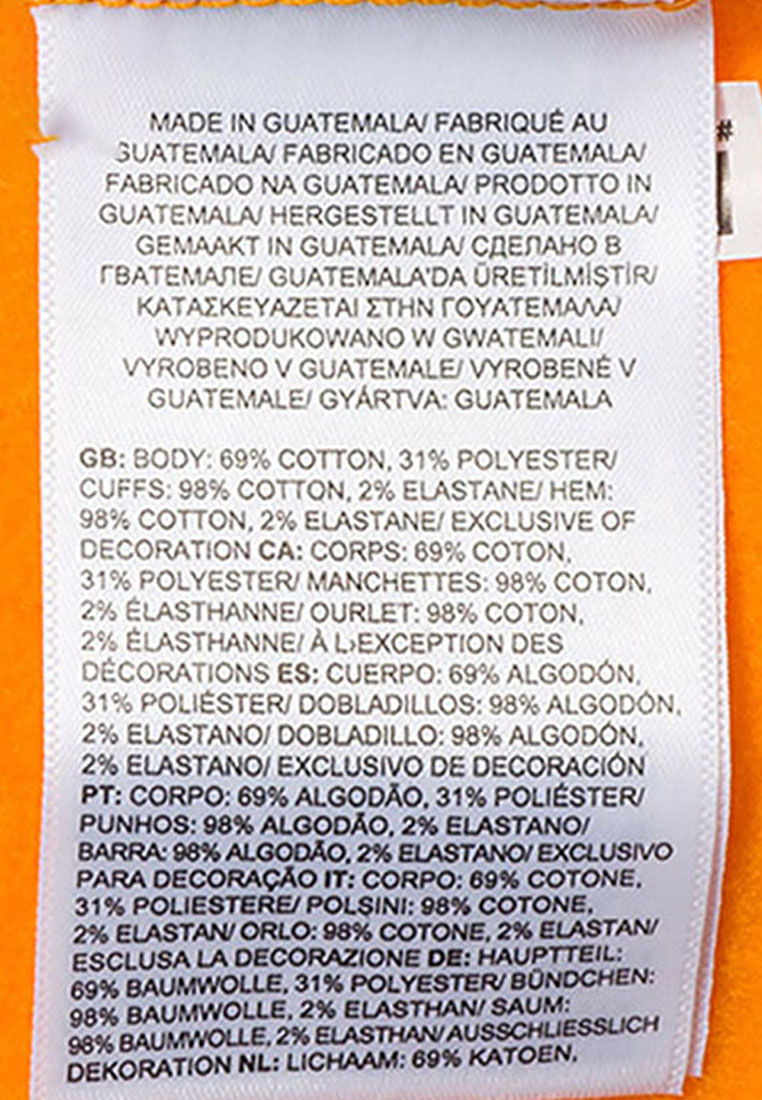 MADE IN GUATEMALA/ FABRIQUÉ AU
GUATEMALA/ FABRICADO EN GUATEMALA/
FABRICADO NA GUATEMALA/ PRODOTTO IN
GUATEMALA/ HERGESTELLT IN GUATEMALA/
GEMAAKT IN GUATEMALA/ СДЕЛАНО В
ГВАТЕМАЛЕ/ GUATEMALA'DA ÜRETİLMİŞTİR/
ΚΑΤΑΣΚΕΥΑΖΕΤΑΙ ΣΤΗΝ ΓΟΥΑΤΕΜΑΛΑ/
WYPRODUKOWANO W GWATEMALI/
VYROBENO V GUATEMALE/ VYROBENÉ V
GUATEMALE/ GYÁRTVA: GUATEMALA
GB: BODY: 69% COTTON, 31% POLYESTER/
CUFFS: 98% COTTON, 2% ELASTANE/ HEM:
98% COTTON, 2% ELASTANE/ EXCLUSIVE OF
DECORATION CA: CORPS: 69% COTON,
31% POLYESTER/ MANCHETTES: 98% COTON,
2% ÉLASTHANNE/ OURLET: 98% COTON,
2% ÉLASTHANNE/ À L›EXCEPTION DES
DÉCORATIONS ES: CUERPO: 69% ALGODÓN,
31% POLIÉSTER/ DOBLADILLOS: 98% ALGODÓN,
2% ELASTANO/ DOBLADILLO: 98% ALGODÓN,
2% ELASTANO/ EXCLUSIVO DE DECORACIÓN
PT: CORPO: 69% ALGODÃO, 31% POLIÉSTER/
PUNHOS: 98% ALGODÃO, 2% ELASTANO/
BARRA: 98% ALGODÃO, 2% ELASTANO/ EXCLUSIVO
PARA DECORAÇÃO IT: CORPO: 69% COTONE,
31% POLIESTERE/ POLSINI: 98% COTONE,
2% ELASTAN/ ORLO: 98% COTONE, 2% ELASTAN/
ESCLUSA LA DECORAZIONE DE: HAUPTTEIL:
69% BAUMWOLLE, 31% POLYESTER/ BÜNDCHEN:
98% BAUMWOLLE, 2% ELASTHAN/ SAUM:
98% BAUMWOLLE, 2% ELASTHAN/ AUSSCHLIESSLICH
DEKORATION NL: LICHAAM: 69% KATOEN,
#